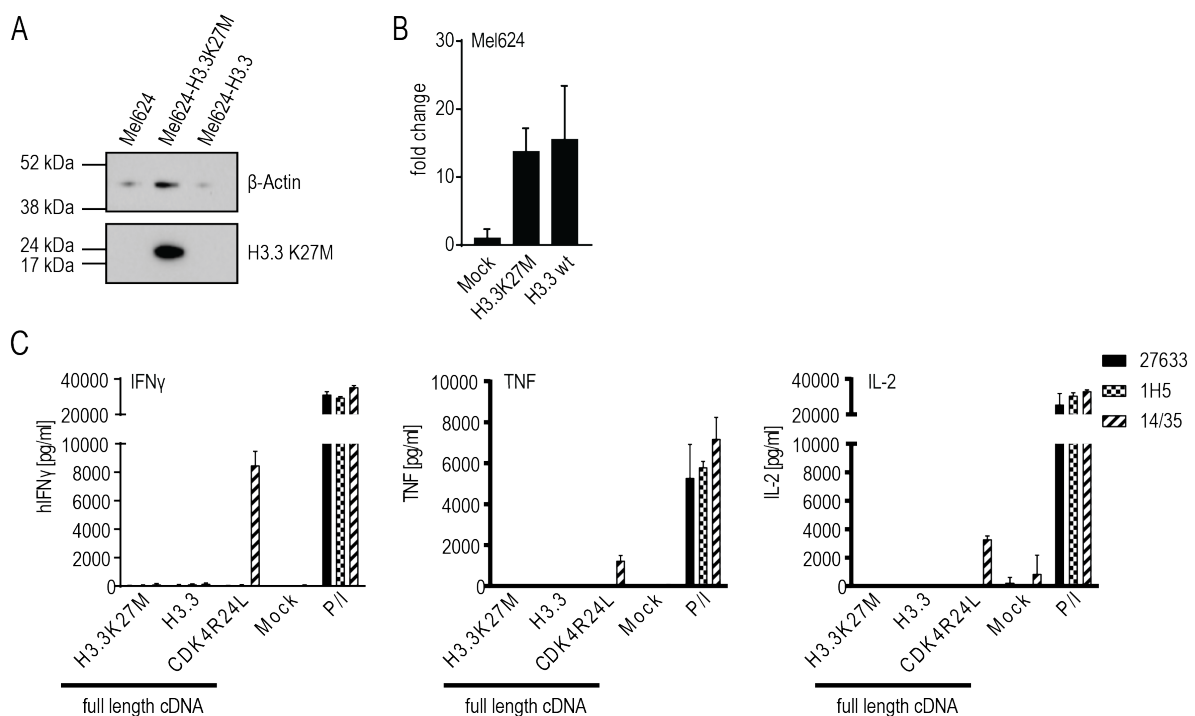 A
Mel624
Mel624-H3.3K27M
Mel624-H3.3
52 kDa
38 kDa
β-Actin
24 kDa
17 kDa
H3.3 K27M
B
Mel624
fold change
30
20
10
0
Mock
H3.3K27M
H3.3 wt
C
IFNγ
hIFNγ [pg/ml]
40000
20000
10000
8000
6000
4000
2000
0
H3.3K27M
H3.3
CDK4R24L
Mock
P/I
full length cDNA
TNF
TNF [pg/ml]
10000
8000
6000
4000
2000
0
H3.3K27M
H3.3
CDK4R24L
Mock
P/I
full length cDNA
IL-2
IL-2 [pg/ml]
40000
20000
10000
8000
6000
4000
2000
0
H3.3K27M
H3.3
CDK4R24L
Mock
P/I
full length cDNA
27633
1H5
14/35